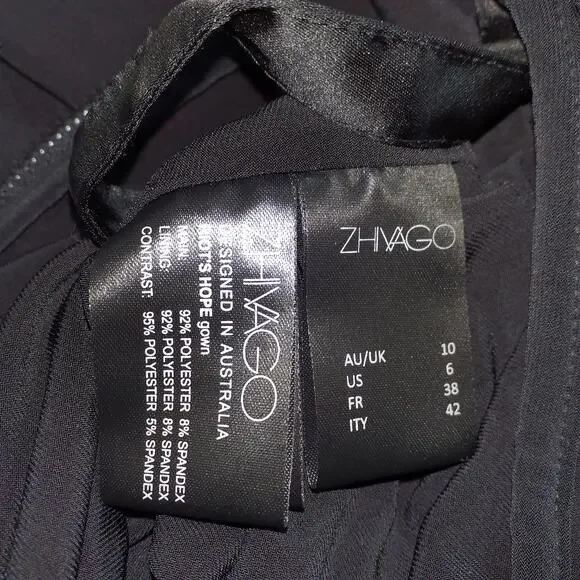 ZHIVAGO
DESIGNED IN AUSTRALIA
RIOT'S HOPE gown
MAIN: 92% POLYESTER 8% SPANDEX
LINING: 92% POLYESTER 8% SPANDEX
CONTRAST: 95% POLYESTER 5% SPANDEX
ZHIVAGO
AU/UK 10
US 6
FR 38
ITY 42